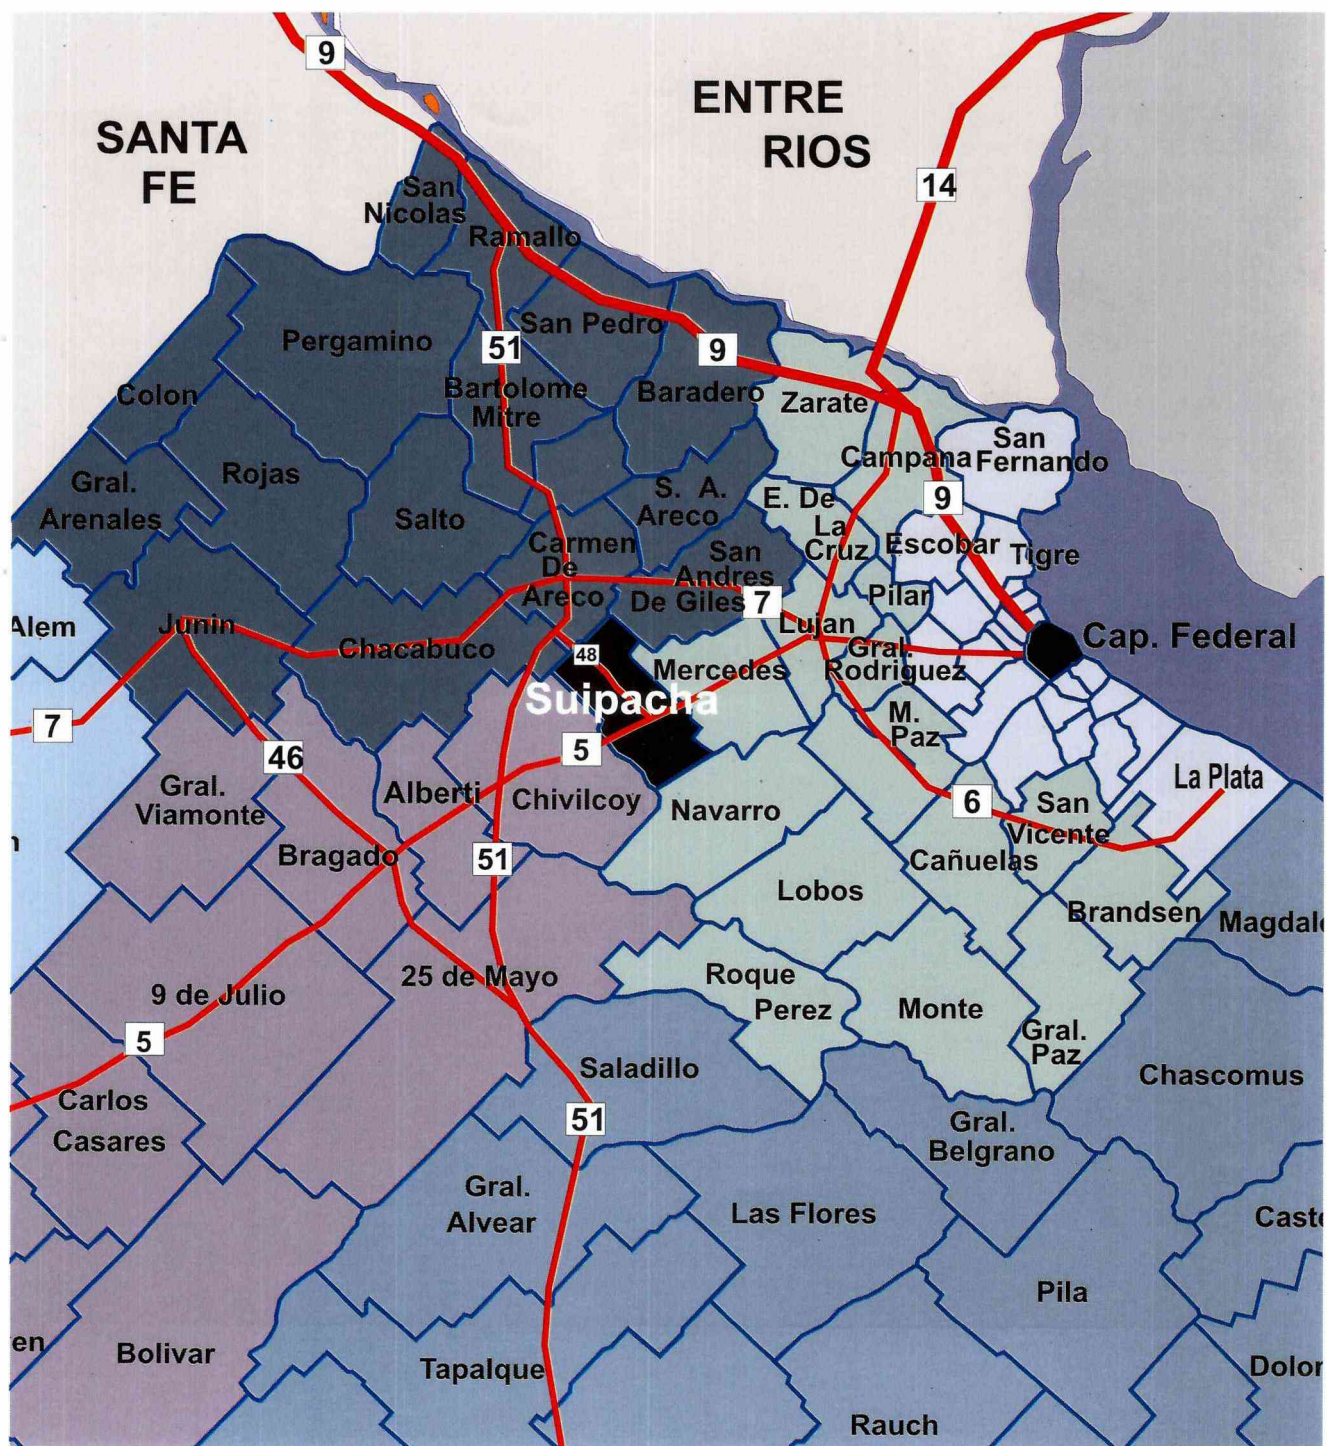 9
SANTA
FE
ENTRE
RIOS
14
San
Nicolas
Ramallo
Pergamino
51
San Pedro
9
Colon
Bartolome
Mitre
Baradero
Zarate
San
Fernando
Campana
Gral.
Arenales
Rojas
Salto
S. A.
Areco
E. De
La
Cruz
9
Escobar
Tigre
Carmen
De
Areco
San
Andres
De Giles
7
Pilar
Alem
Junin
Chacabuco
48
Mercedes
Lujan
Gral.
Rodriguez
Cap. Federal
Suipacha
7
46
5
M.
Paz
Gral.
Viamonte
Alberti
Chivilcoy
Navarro
6
San
Vicente
La Plata
Bragado
51
Lobos
Cañuelas
Brandsen
Magdale
9 de Julio
25 de Mayo
Roque
Perez
Monte
Gral.
Paz
5
Saladillo
Chascomus
Carlos
Casares
51
Gral.
Belgrano
Gral.
Alvear
Las Flores
Caste
Pila
en
Bolivar
Tapalque
Dolor
Rauch